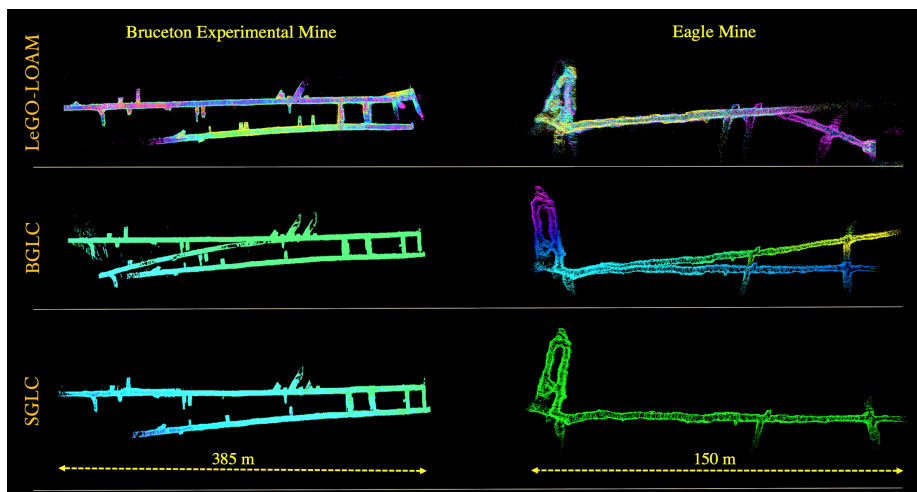 Bruceton Experimental Mine
Eagle Mine
LeGO-LOAM
BGLC
SGLC
385 m
150 m